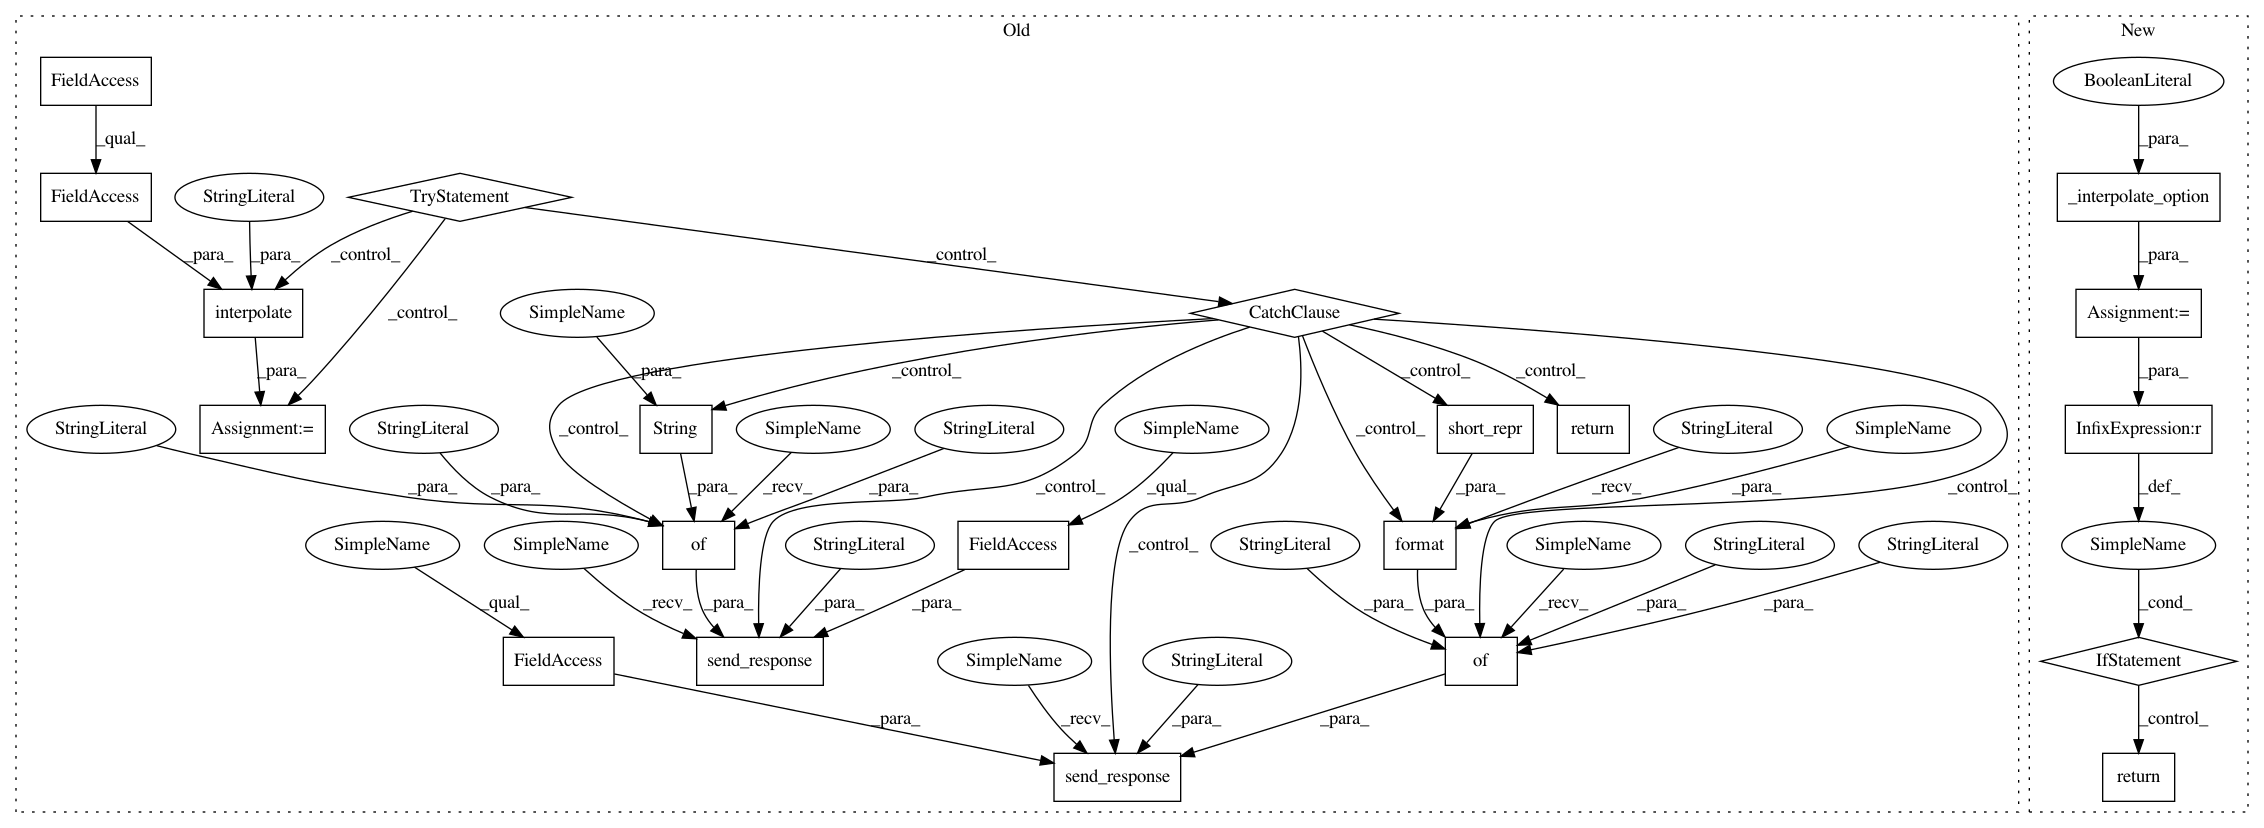 Old
New
FieldAccess
BooleanLiteral
_qual_
_para_
FieldAccess
StringLiteral
TryStatement
_interpolate_option
_para_
_para_
_control_
_control_
_para_
interpolate
SimpleName
CatchClause
Assignment:=
_control_
_para_
_para_
_control_
_control_
_control_
_para_
StringLiteral
Assignment:=
StringLiteral
String
SimpleName
StringLiteral
SimpleName
short_repr
return
StringLiteral
SimpleName
InfixExpression:r
_control_
_control_
_para_
_para_
_para_
_recv_
_para_
_control_
_qual_
_para_
_recv_
_para_
_control_
_def_
SimpleName
SimpleName
of
StringLiteral
FieldAccess
StringLiteral
format
SimpleName
StringLiteral
StringLiteral
SimpleName
_control_
_qual_
_recv_
_para_
_para_
_para_
_para_
_para_
_recv_
_para_
_para_
_cond_
FieldAccess
send_response
SimpleName
StringLiteral
of
IfStatement
_para_
_recv_
_para_
_para_
_control_
send_response
return